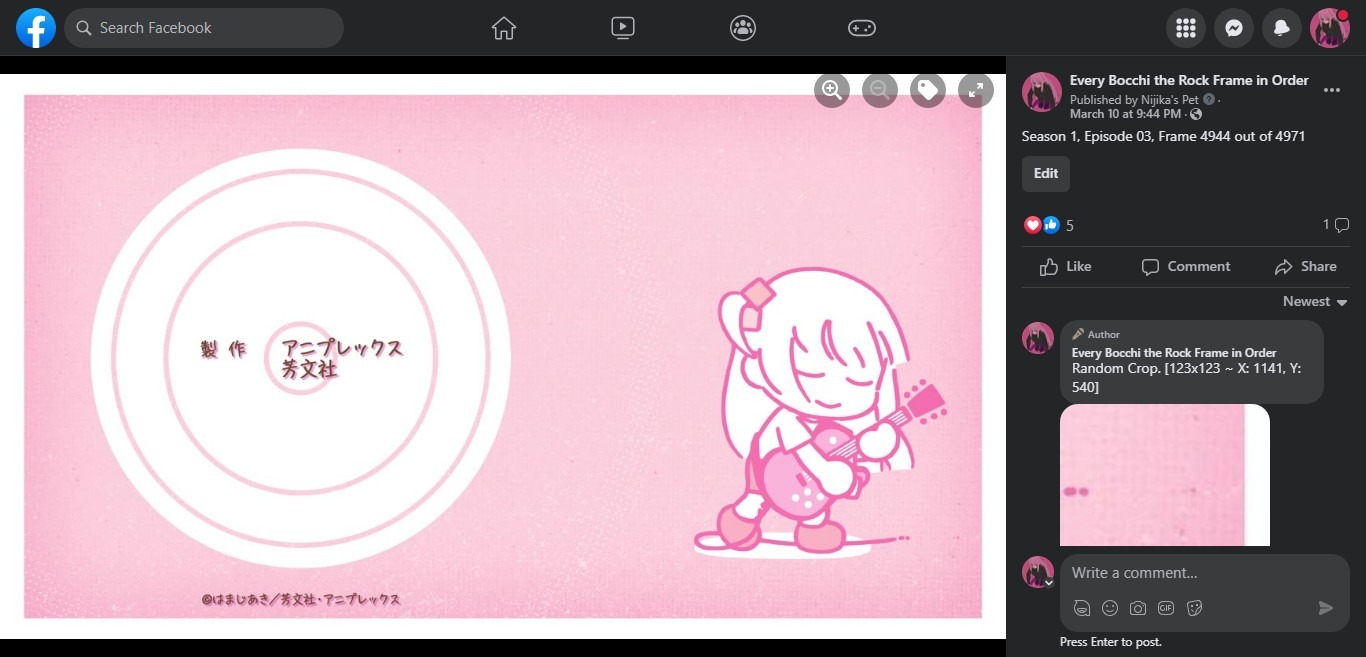 Search Facebook
製 作
アニプレックス
芳文社
©はまじあき/芳文社・アニプレックス
Every Bocchi the Rock Frame in Order
Published by Nijika's Pet ·
March 10 at 9:44 PM ·
Season 1, Episode 03, Frame 4944 out of 4971
Edit
5
1
Like
Comment
Share
Newest
Author
Every Bocchi the Rock Frame in Order
Random Crop. [123x123 ~ X: 1141, Y:
540]
Write a comment...
GIF
Press Enter to post.